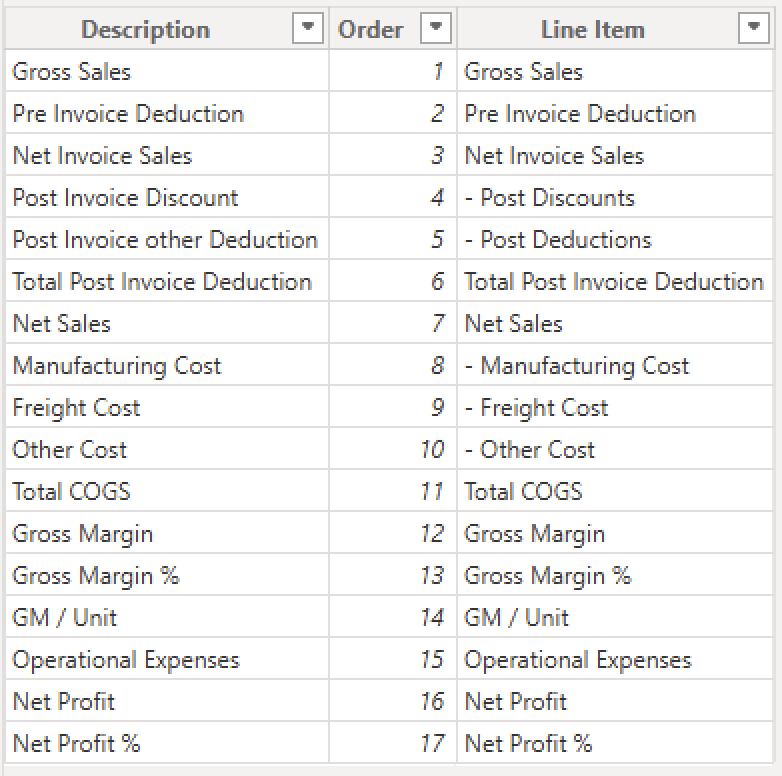 Description Order Line Item
Gross Sales 1 Gross Sales
Pre Invoice Deduction 2 Pre Invoice Deduction
Net Invoice Sales 3 Net Invoice Sales
Post Invoice Discount 4 - Post Discounts
Post Invoice other Deduction 5 - Post Deductions
Total Post Invoice Deduction 6 Total Post Invoice Deduction
Net Sales 7 Net Sales
Manufacturing Cost 8 - Manufacturing Cost
Freight Cost 9 - Freight Cost
Other Cost 10 - Other Cost
Total COGS 11 Total COGS
Gross Margin 12 Gross Margin
Gross Margin % 13 Gross Margin %
GM / Unit 14 GM / Unit
Operational Expenses 15 Operational Expenses
Net Profit 16 Net Profit
Net Profit % 17 Net Profit %